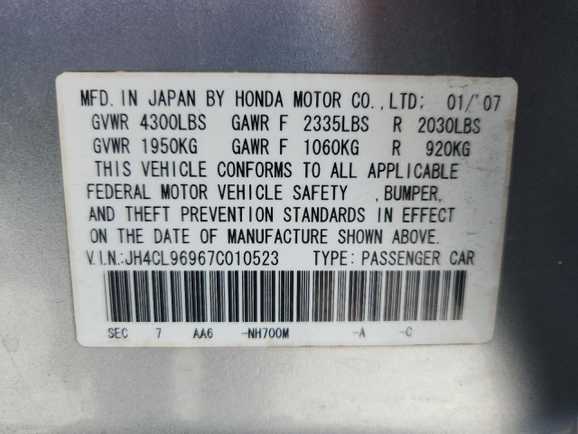 MFD. IN JAPAN BY HONDA MOTOR CO., LTD; 01/'07
GVWR 4300LBS GAWR F 2335LBS R 2030LBS
GVWR 1950KG GAWR F 1060KG R 920KG
THIS VEHICLE CONFORMS TO ALL APPLICABLE
FEDERAL MOTOR VEHICLE SAFETY , BUMPER,
AND THEFT PREVENTION STANDARDS IN EFFECT
ON THE DATE OF MANUFACTURE SHOWN ABOVE.
V.I.N.:JH4CL96967C010523 TYPE: PASSENGER CAR
SEC 7 AA6 -NH700M -A -C